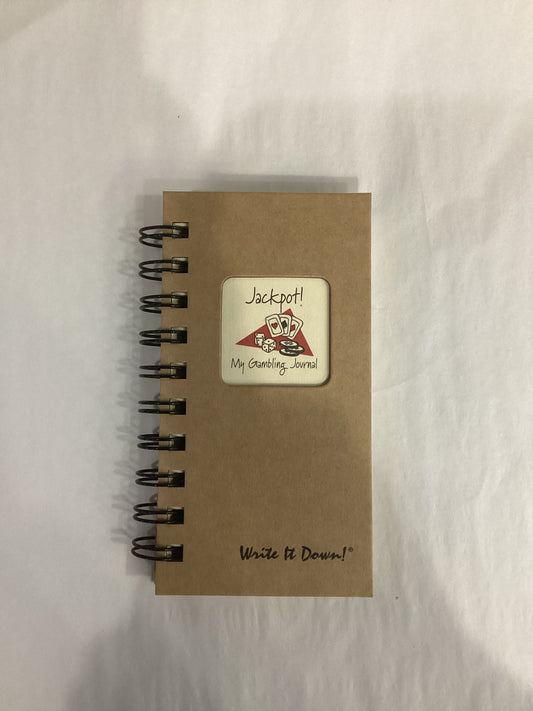 Jackpot!
My Gambling Journal
Write It Down!®